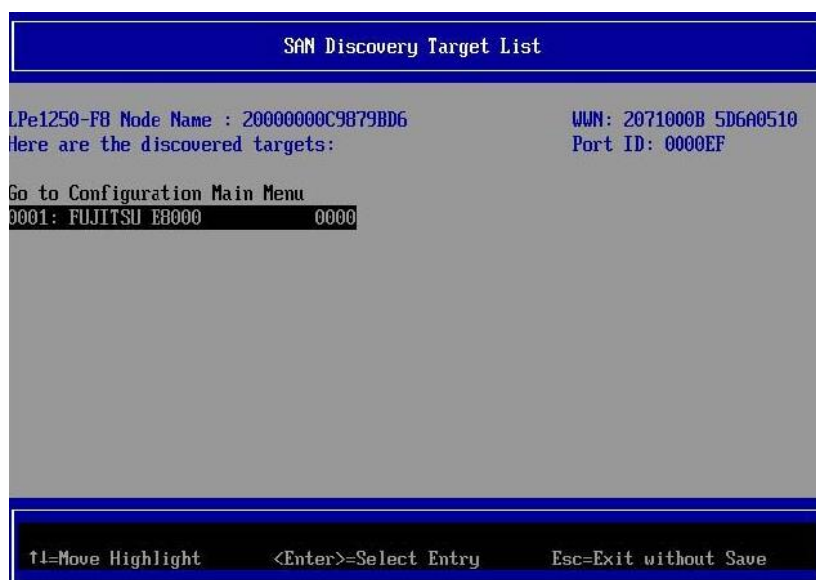 SAN Discovery Target List
LPe1250-F8 Node Name : 20000000C9879BD6 WWN: 2071000B 5D6A0510
Here are the discovered targets: Port ID: 0000EF
Go to Configuration Main Menu
0001: FUJITSU E8000 0000
↑↓=Move Highlight <Enter>=Select Entry Esc=Exit without Save